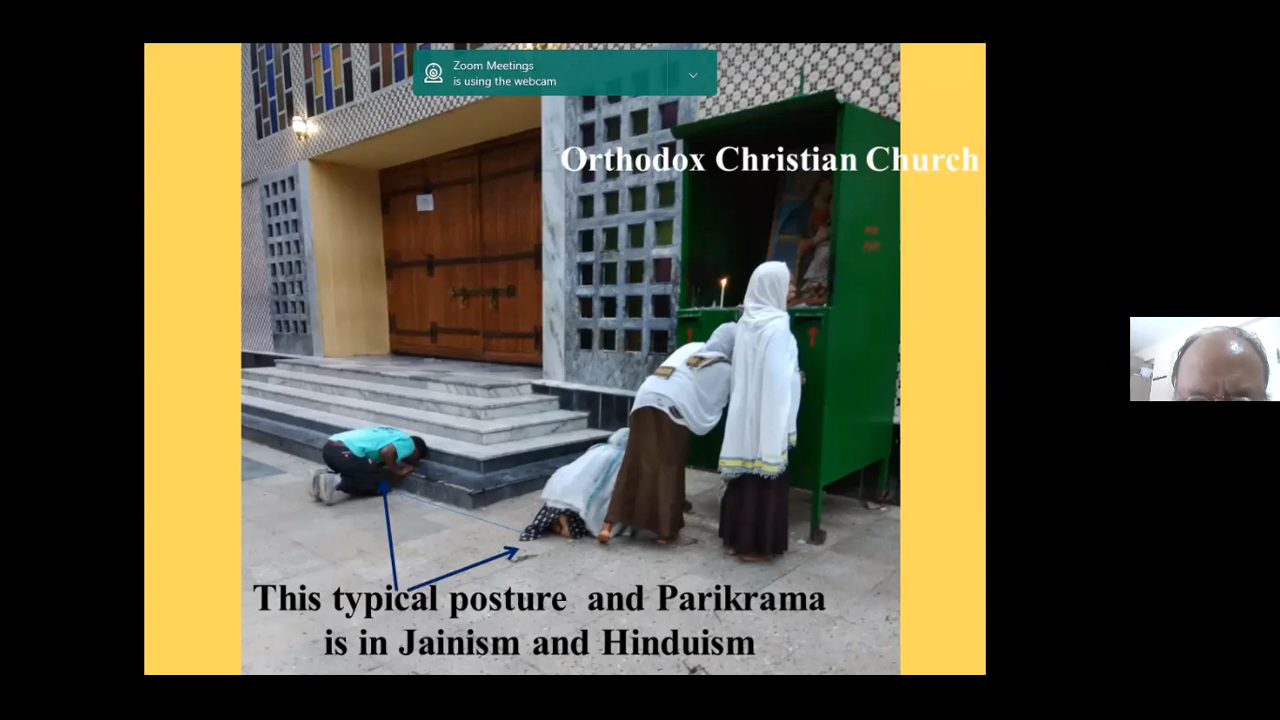 Zoom Meetings
is using the webcam
Orthodox Christian Church
This typical posture and Parikrama
is in Jainism and Hinduism